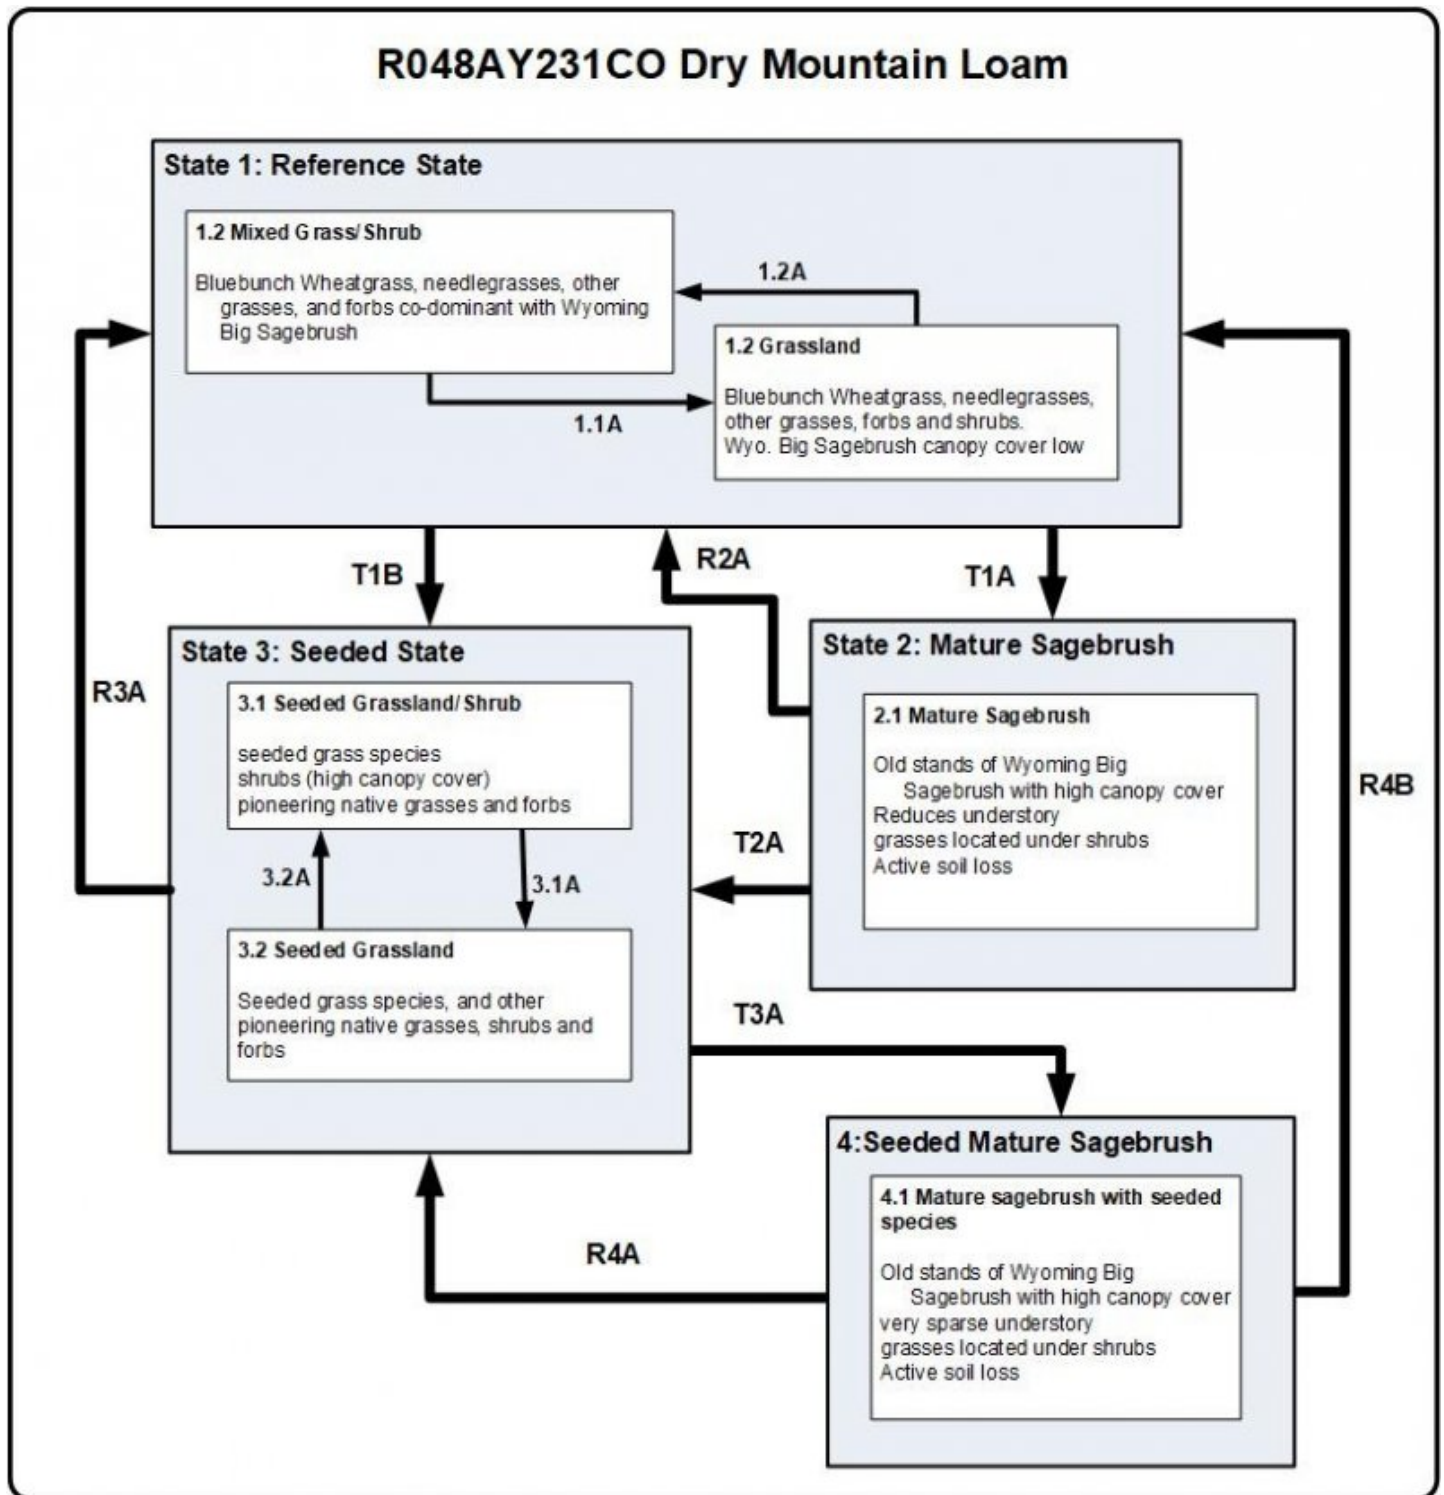 R048AY231CO Dry Mountain Loam
State 1: Reference State
1.2 Mixed Grass/Shrub
Bluebunch Wheatgrass, needlegrasses, other
grasses, and forbs co-dominant with Wyoming
Big Sagebrush
1.2A
1.2 Grassland
Bluebunch Wheatgrass, needlegrasses,
other grasses, forbs and shrubs.
Wyo. Big Sagebrush canopy cover low
1.1A
T1B
R2A
T1A
State 3: Seeded State
3.1 Seeded Grassland/Shrub
seeded grass species
shrubs (high canopy cover)
pioneering native grasses and forbs
3.2A
3.1A
3.2 Seeded Grassland
Seeded grass species, and other
pioneering native grasses, shrubs and
forbs
R3A
State 2: Mature Sagebrush
2.1 Mature Sagebrush
Old stands of Wyoming Big
Sagebrush with high canopy cover
Reduces understory
grasses located under shrubs
Active soil loss
T2A
R4B
T3A
4:Seeded Mature Sagebrush
4.1 Mature sagebrush with seeded
species
Old stands of Wyoming Big
Sagebrush with high canopy cover
very sparse understory
grasses located under shrubs
Active soil loss
R4A